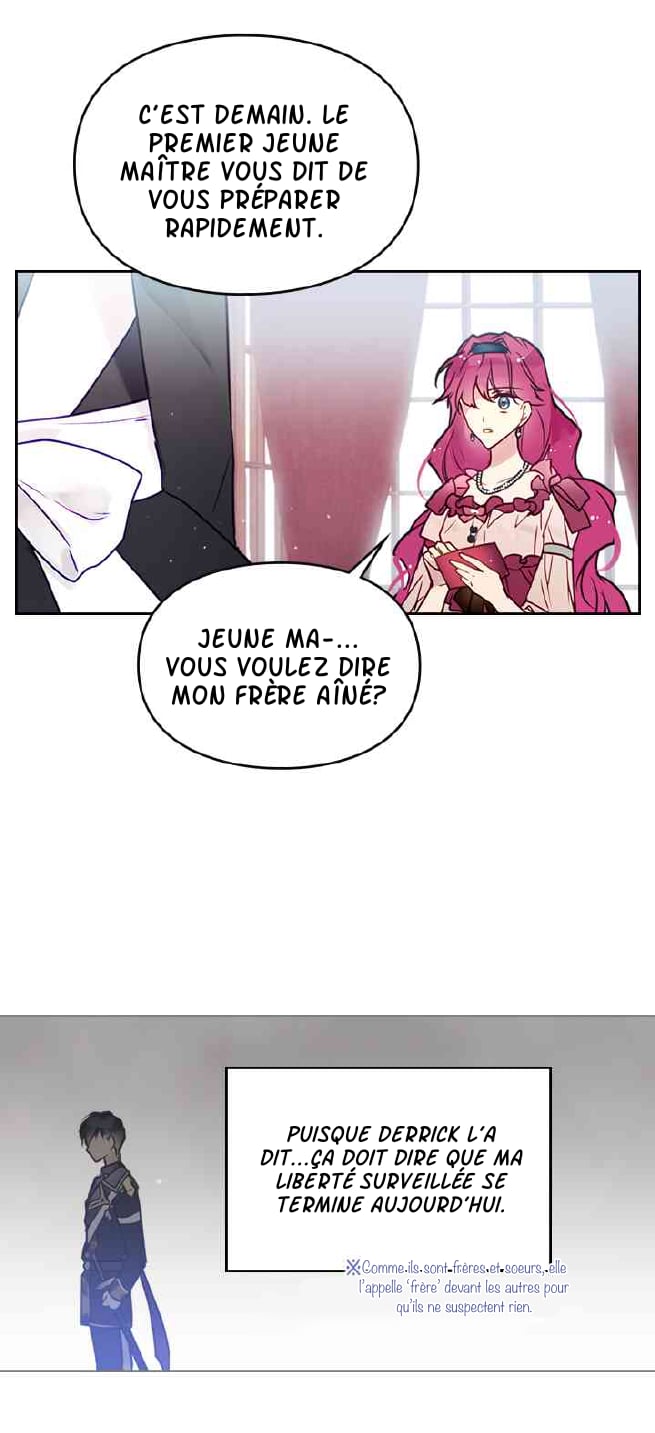 C'EST DEMAIN. LE
PREMIER JEUNE
MAÎTRE VOUS DIT DE
VOUS PRÉPARER
RAPIDEMENT.
JEUNE MA-...
VOUS VOULEZ DIRE
MON FRÈRE AÎNÉ?
PUISQUE DERRICK L'A
DIT...ÇA DOIT DIRE QUE MA
LIBERTÉ SURVEILLÉE SE
TERMINE AUJOURD'HUI.
※Comme ils sont frères et soeurs, elle
l'appelle 'frère' devant les autres pour
qu'ils ne suspectent rien.